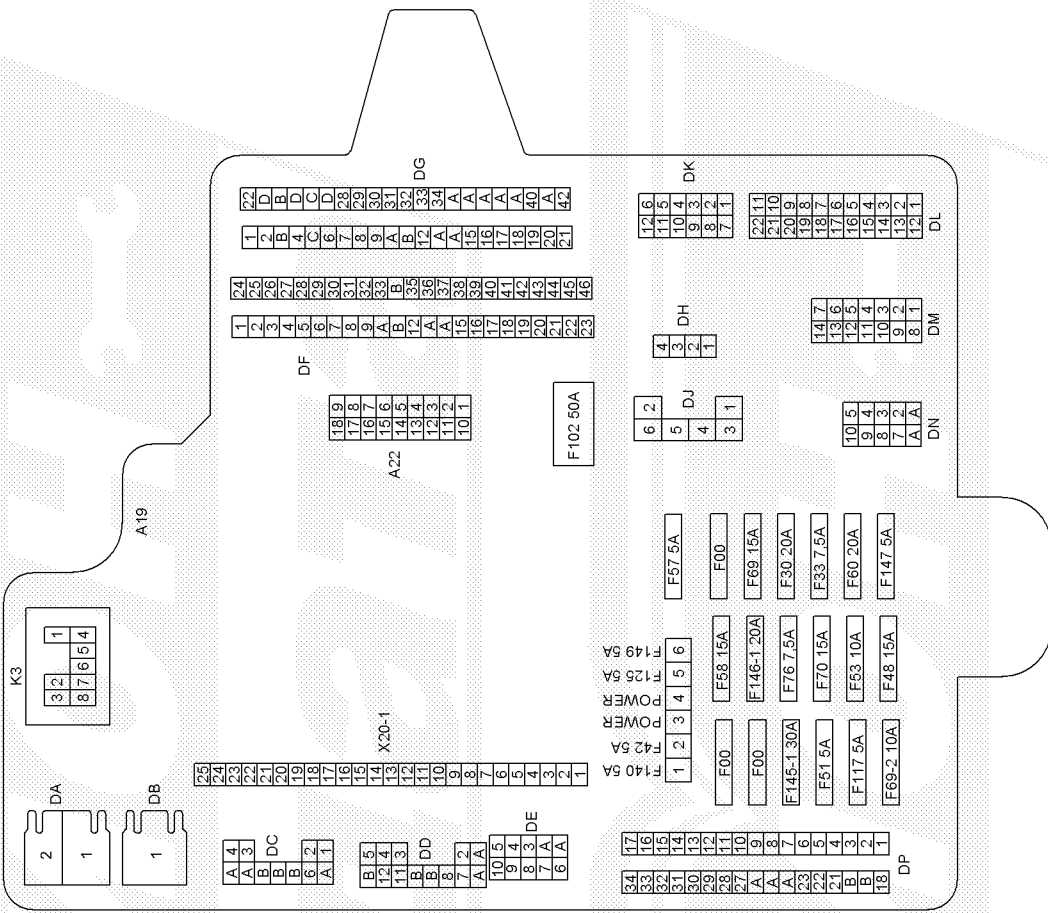 K3
3 2 1
8 7 6 5 4
DA
2 1
DB
1
A19
DG
22 D B D C D 28 29 30 31 32 33 34 A A A A A 40 A 42
1 2 B 4 C 6 7 8 9 A B 12 A A 15 16 17 18 19 20 21
24 25 26 27 28 29 30 31 32 33 B 35 36 37 38 39 40 41 42 43 44 45 46
1 2 3 4 5 6 7 8 9 A B 12 A A 15 16 17 18 19 20 21 22 23
DF
18 17 16 15 14 13 12 11 10
9 8 7 6 5 4 3 2 1
A22
X20-1
25 24 23 22 21 20 19 18 17 16 15 14 13 12 11 10 9 8 7 6 5 4 3 2 1
DC
4 3 2 1
A A B B B 6 A
DD
5 4 3 2 A
B 12 11 B B 8 7 A
DE
5 4 3 A A
10 9 8 7 6
F102 50A
DK
6 5 4 3 2 1
12 11 10 9 8 7
DL
11 10 9 8 7 6 5 4 3 2 1
22 21 20 19 18 17 16 15 14 13 12
DH
4 3 2 1
DJ
2 1
6 5 4 3
DM
7 6 5 4 3 2 1
14 13 12 11 10 9 8
DN
5 4 3 2 A
10 9 8 7 A
F57 5A
F00
F69 15A
F30 20A
F33 7,5A
F60 20A
F147 5A
F149 5A
F125 5A
POWER
POWER
F42 5A
F140 5A
6 5 4 3 2 1
F58 15A
F146-1 20A
F76 7,5A
F70 15A
F53 10A
F48 15A
F00
F00
F145-1 30A
F51 5A
F117 5A
F69-2 10A
DP
17 16 15 14 13 12 11 10 9 8 7 6 5 4 3 2 1
34 33 32 31 30 29 28 27 A A A 23 22 21 B B 18